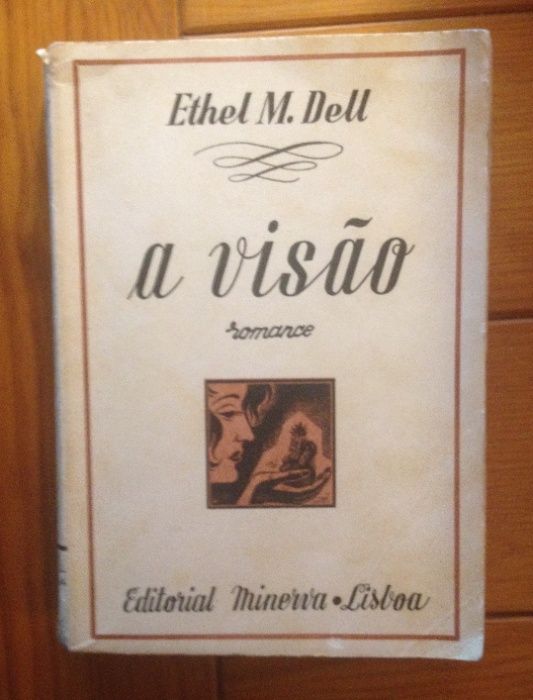 Ethel M. Dell
a visão
romance
Editorial Minerva • Lisboa